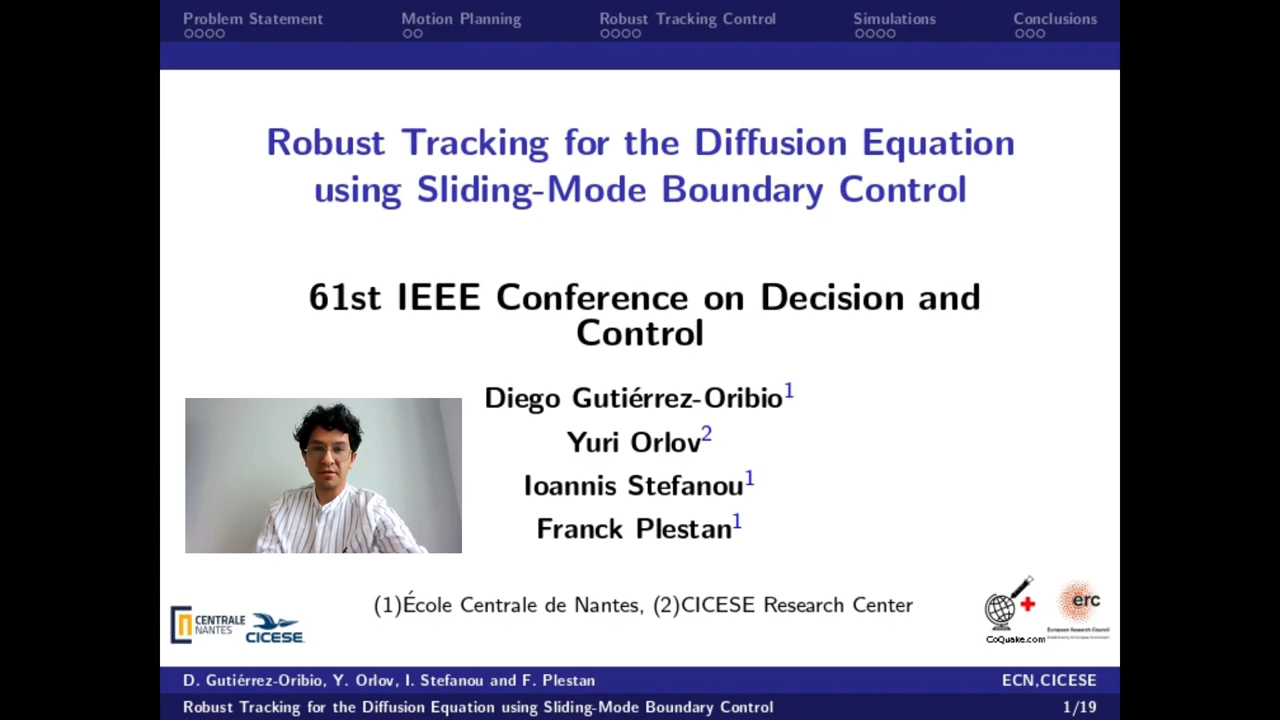 Problem Statement Motion Planning Robust Tracking Control Simulations Conclusions
Robust Tracking for the Diffusion Equation
using Sliding-Mode Boundary Control
61st IEEE Conference on Decision and
Control
Diego Gutiérrez-Oribio1
Yuri Orlov2
Ioannis Stefanou1
Franck Plestan1
(1)École Centrale de Nantes, (2)CICESE Research Center
CENTRALE
NANTES
CICESE
CoQuake.com
erc
European Research Council
D. Gutiérrez-Oribio, Y. Orlov, I. Stefanou and F. Plestan ECN,CICESE
Robust Tracking for the Diffusion Equation using Sliding-Mode Boundary Control 1/19